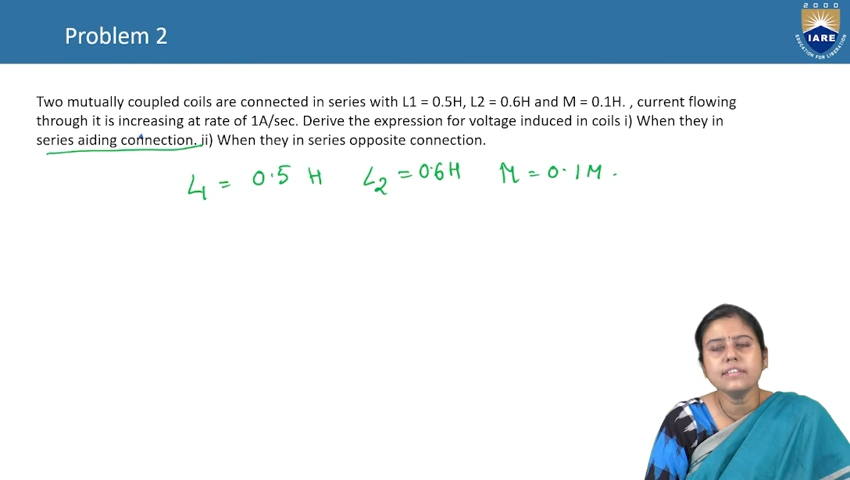 Problem 2
2000
IARE
EDUCATION FOR LIBERATION
Two mutually coupled coils are connected in series with L1 = 0.5H, L2 = 0.6H and M = 0.1H. , current flowing
through it is increasing at rate of 1A/sec. Derive the expression for voltage induced in coils i) When they in
series aiding connection. ii) When they in series opposite connection.
L1 = 0.5 H L2 = 0.6H M = 0.1M.